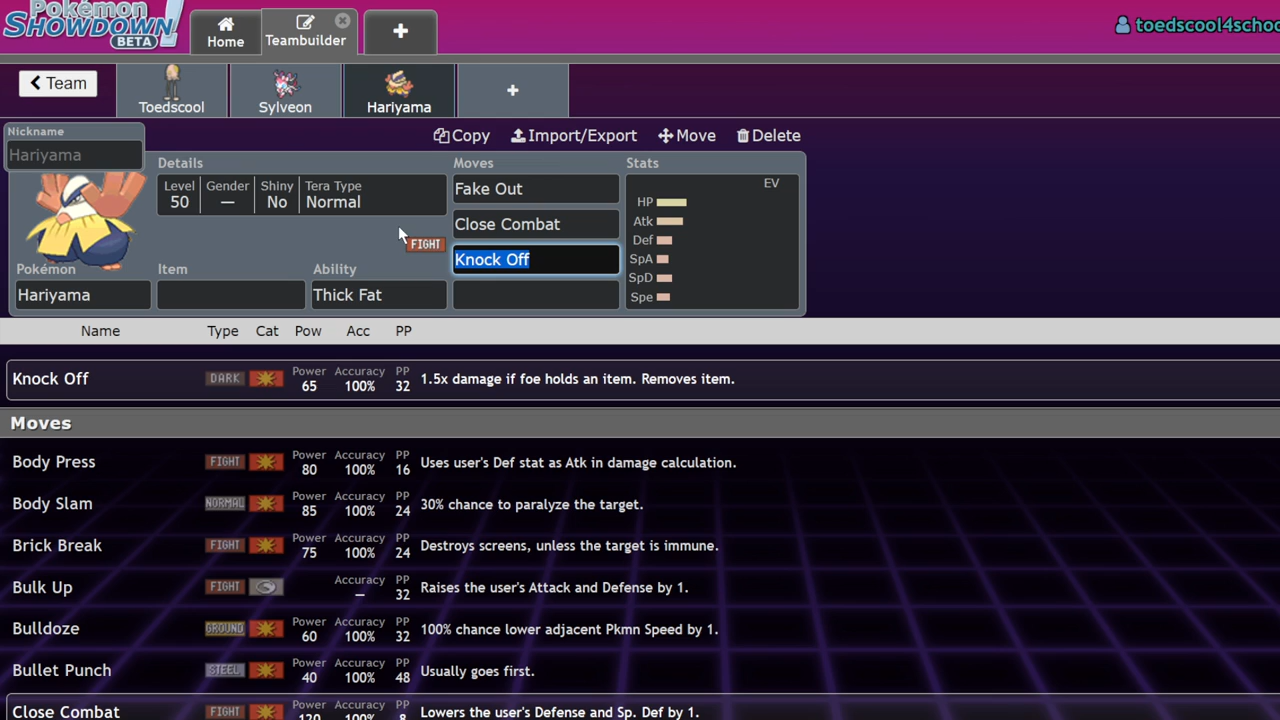 Pokémon
SHOWDOWN!
BETA
Home
Teambuilder
toedscool4schoo
Team
Toedscool
Sylveon
Hariyama
Copy
Import/Export
Move
Delete
Nickname
Hariyama
Details
Level
50
Gender
—
Shiny
No
Tera Type
Normal
FIGHT
Pokémon
Hariyama
Item
Ability
Thick Fat
Moves
Fake Out
Close Combat
Knock Off
Stats
EV
HP
Atk
Def
SpA
SpD
Spe
Name Type Cat Pow Acc PP
Knock Off DARK Power 65 Accuracy 100% PP 32 1.5x damage if foe holds an item. Removes item.
Moves
Body Press FIGHT Power 80 Accuracy 100% PP 16 Uses user's Def stat as Atk in damage calculation.
Body Slam NORMAL Power 85 Accuracy 100% PP 24 30% chance to paralyze the target.
Brick Break FIGHT Power 75 Accuracy 100% PP 24 Destroys screens, unless the target is immune.
Bulk Up FIGHT Accuracy — PP 32 Raises the user's Attack and Defense by 1.
Bulldoze GROUND Power 60 Accuracy 100% PP 32 100% chance lower adjacent Pkmn Speed by 1.
Bullet Punch STEEL Power 40 Accuracy 100% PP 48 Usually goes first.
Close Combat FIGHT Power 120 Accuracy 100% PP 8 Lowers the user's Defense and Sp. Def by 1.